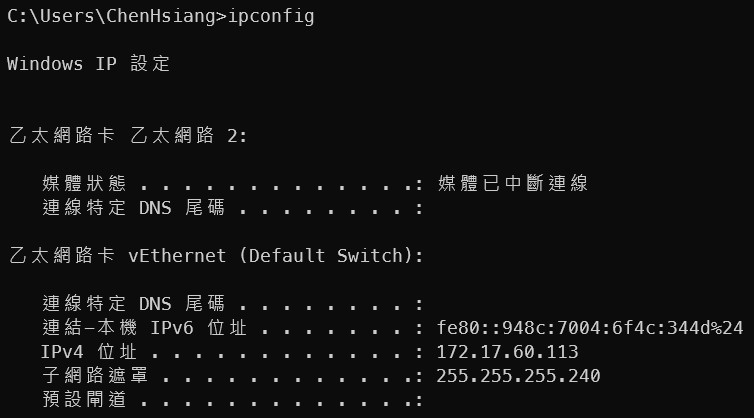 C:\Users\ChenHsiang>ipconfig
Windows IP 設定
乙太網路卡 乙太網路 2:
媒體狀態 . . . . . . . . . . . . .: 媒體已中斷連線
連線特定 DNS 尾碼 . . . . . . . . :
乙太網路卡 vEthernet (Default Switch):
連線特定 DNS 尾碼 . . . . . . . . :
連結-本機 IPv6 位址 . . . . . . . : fe80::948c:7004:6f4c:344d%24
IPv4 位址 . . . . . . . . . . . . : 172.17.60.113
子網路遮罩 . . . . . . . . . . . .: 255.255.255.240
預設閘道 . . . . . . . . . . . . .: